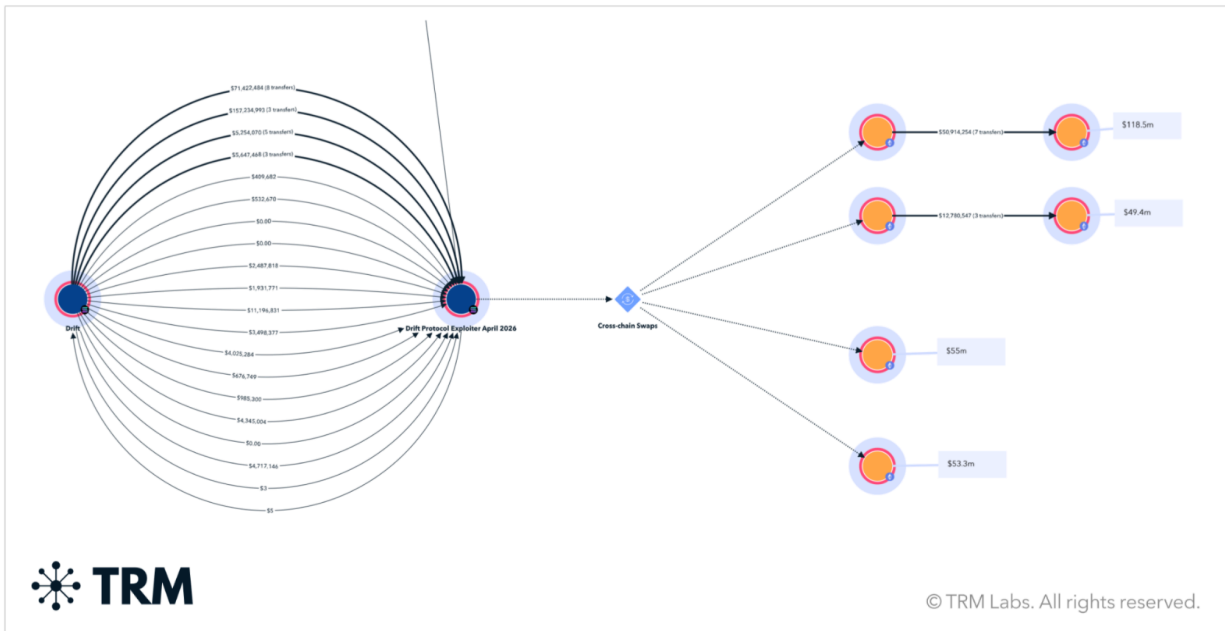 $71,422,484 (8 transfers)
$152,234,993 (3 transfers)
$5,254,070 (5 transfers)
$5,647,468 (3 transfers)
$409,682
$532,670
$0.00
$0.00
$2,487,818
$1,931,771
$11,196,831
$3,498,377
$4,025,284
$676,749
$985,300
$4,545,004
$0.00
$4,717,146
$3
$5
Drift
Drift Protocol Exploiter April 2026
Cross-chain Swaps
$50,914,254 (7 transfers)
$118.5m
$12,780,547 (3 transfers)
$49.4m
$55m
$53.3m
TRM
© TRM Labs. All rights reserved.